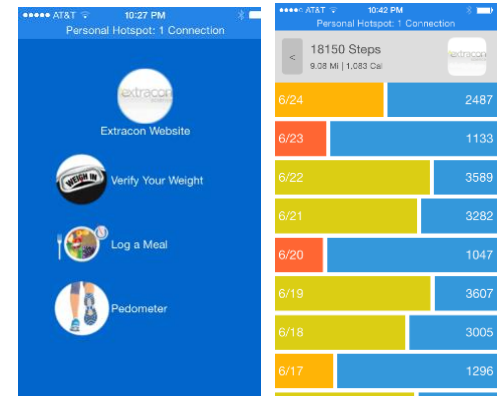 AT&T 10:27 PM
Personal Hotspot: 1 Connection
extracon
Extracon Website
WEIGH IN
Verify Your Weight
Log a Meal
Pedometer
AT&T 10:42 PM
Personal Hotspot: 1 Connection
< 18150 Steps
9.08 Mi | 1,083 Cal
extracon
6/24 2487
6/23 1133
6/22 3589
6/21 3282
6/20 1047
6/19 3607
6/18 3005
6/17 1296